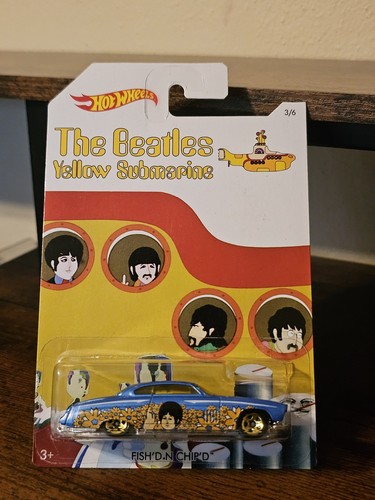 HOT WHEELS
3/6
The Beatles
Yellow Submarine
3+
FISH'D N CHIP'D